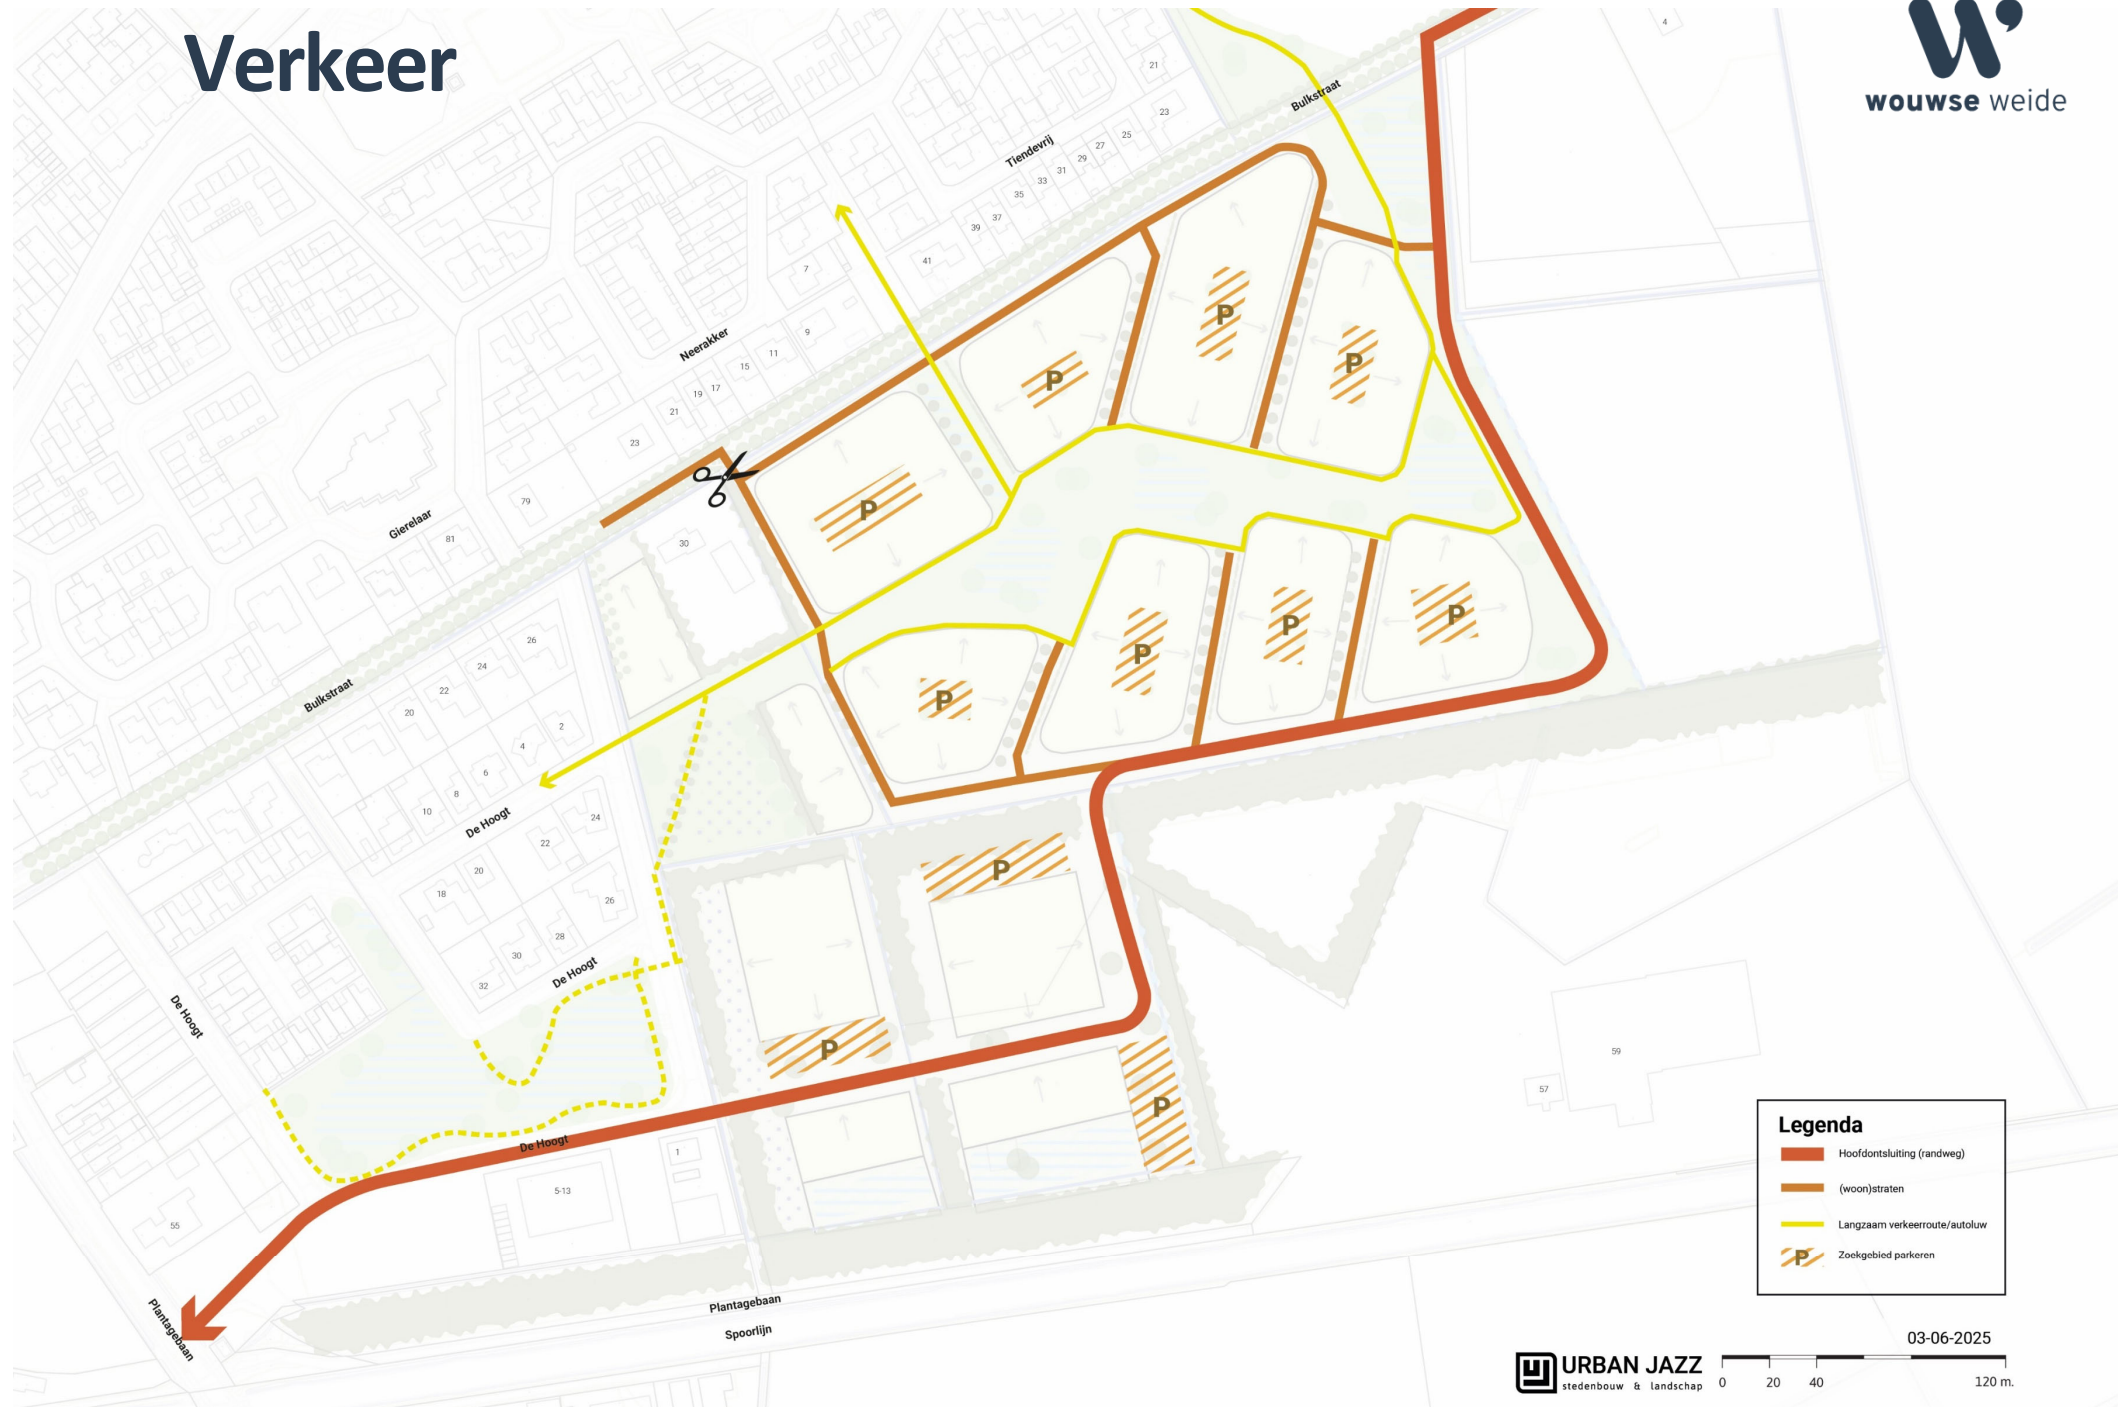 Verkeer
wouwse weide
4
21
23
Bulkstraat
Tiendevrij
25
27
29
31
33
35
37
39
41
7
9
Neerakker
11
15
17
19
21
23
P
P
P
P
79
Gierelaar
81
30
P
P
P
P
P
26
24
22
20
Bulkstraat
2
4
6
8
10
De Hoogt
24
22
20
18
26
28
30
32
De Hoogt
De Hoogt
P
P
P
59
57
De Hoogt
1
5-13
55
Plantagebaan
Plantagebaan
Spoorlijn
Legenda
Hoofdontsluiting (randweg)
(woon)straten
Langzaam verkeerroute/autoluw
P Zoekgebied parkeren
03-06-2025
URBAN JAZZ
stedenbouw & landschap
0 20 40 120 m.